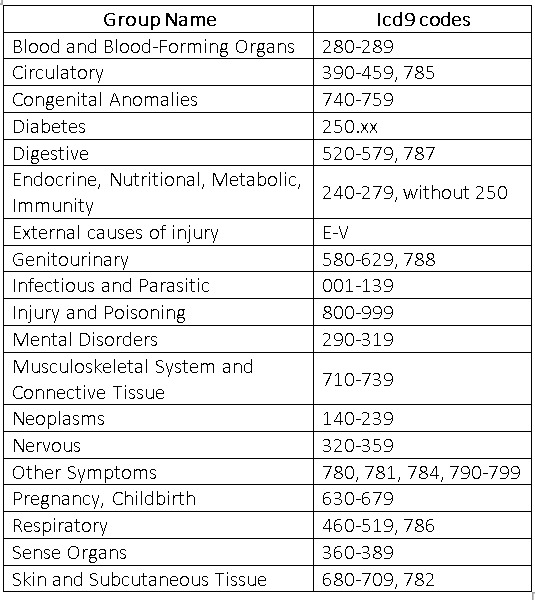 Group Name Icd9 codes
Blood and Blood-Forming Organs 280-289
Circulatory 390-459, 785
Congenital Anomalies 740-759
Diabetes 250.xx
Digestive 520-579, 787
Endocrine, Nutritional, Metabolic,
Immunity 240-279, without 250
External causes of injury E-V
Genitourinary 580-629, 788
Infectious and Parasitic 001-139
Injury and Poisoning 800-999
Mental Disorders 290-319
Musculoskeletal System and
Connective Tissue 710-739
Neoplasms 140-239
Nervous 320-359
Other Symptoms 780, 781, 784, 790-799
Pregnancy, Childbirth 630-679
Respiratory 460-519, 786
Sense Organs 360-389
Skin and Subcutaneous Tissue 680-709, 782